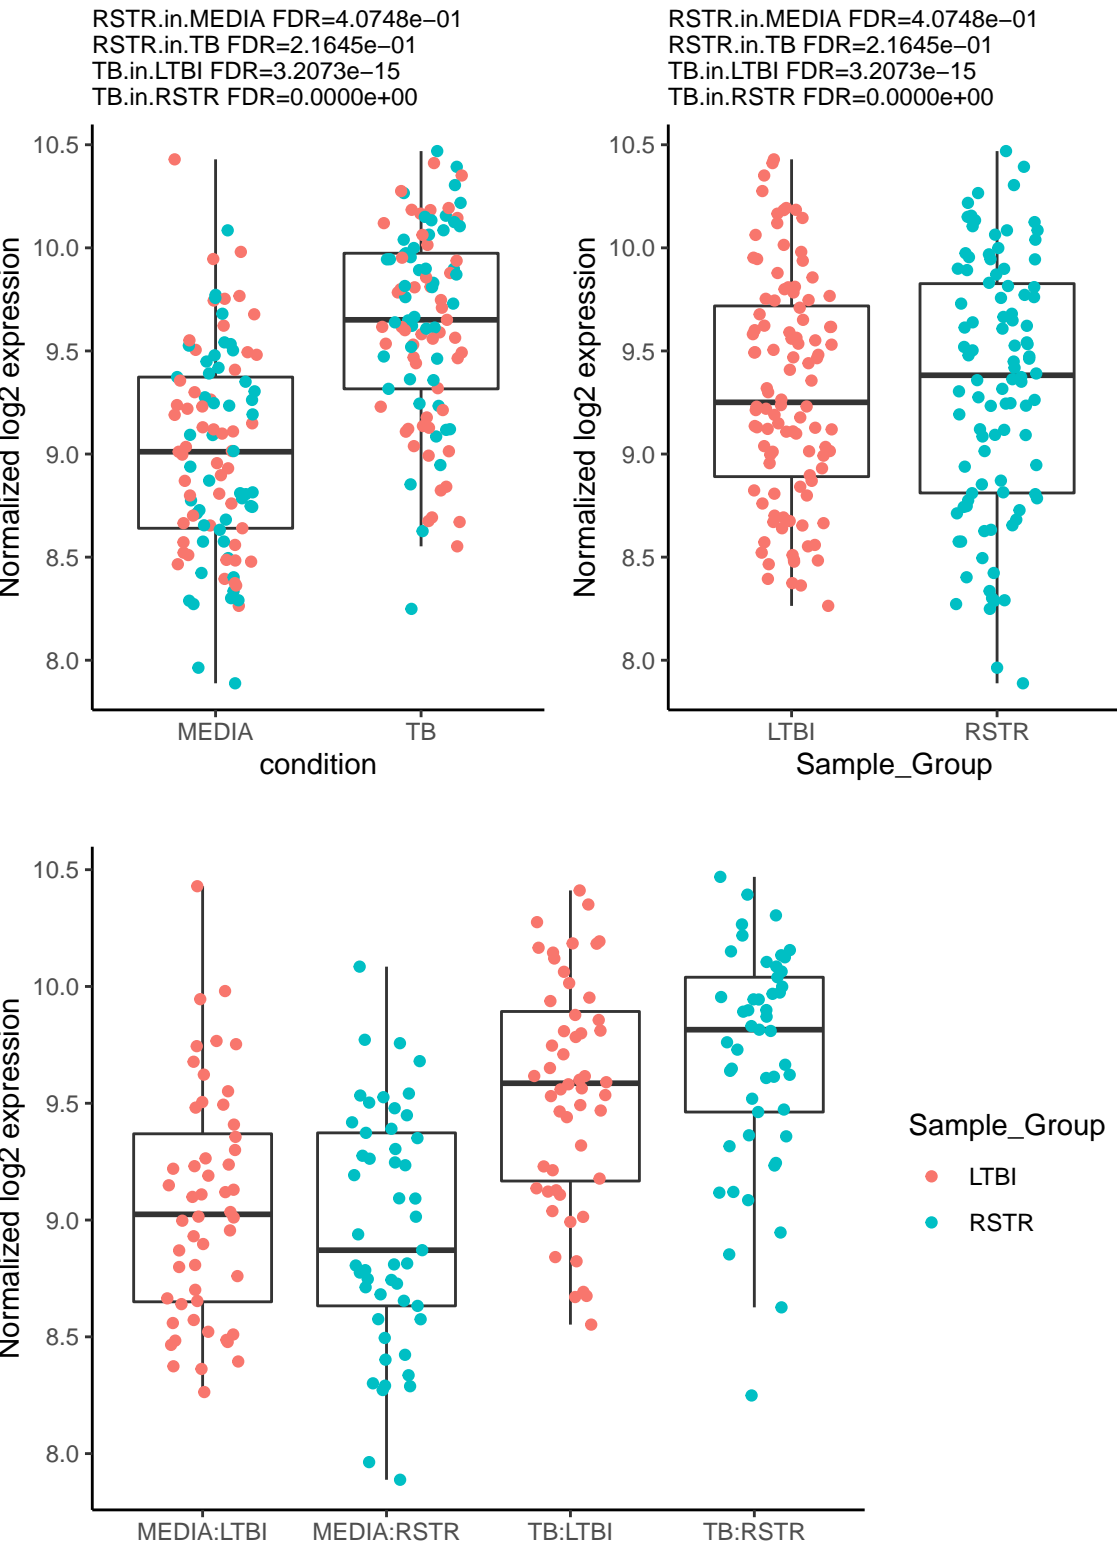 RSTR.in.MEDIA FDR=4.0748e−01
RSTR.in.TB FDR=2.1645e−01
TB.in.LTBI FDR=3.2073e−15
TB.in.RSTR FDR=0.0000e+00
Normalized log2 expression
10.5
10.0
9.5
9.0
8.5
8.0
MEDIA
TB
condition
RSTR.in.MEDIA FDR=4.0748e−01
RSTR.in.TB FDR=2.1645e−01
TB.in.LTBI FDR=3.2073e−15
TB.in.RSTR FDR=0.0000e+00
Normalized log2 expression
10.5
10.0
9.5
9.0
8.5
8.0
LTBI
RSTR
Sample_Group
Normalized log2 expression
10.5
10.0
9.5
9.0
8.5
8.0
MEDIA:LTBI
MEDIA:RSTR
TB:LTBI
TB:RSTR
Sample_Group
LTBI
RSTR